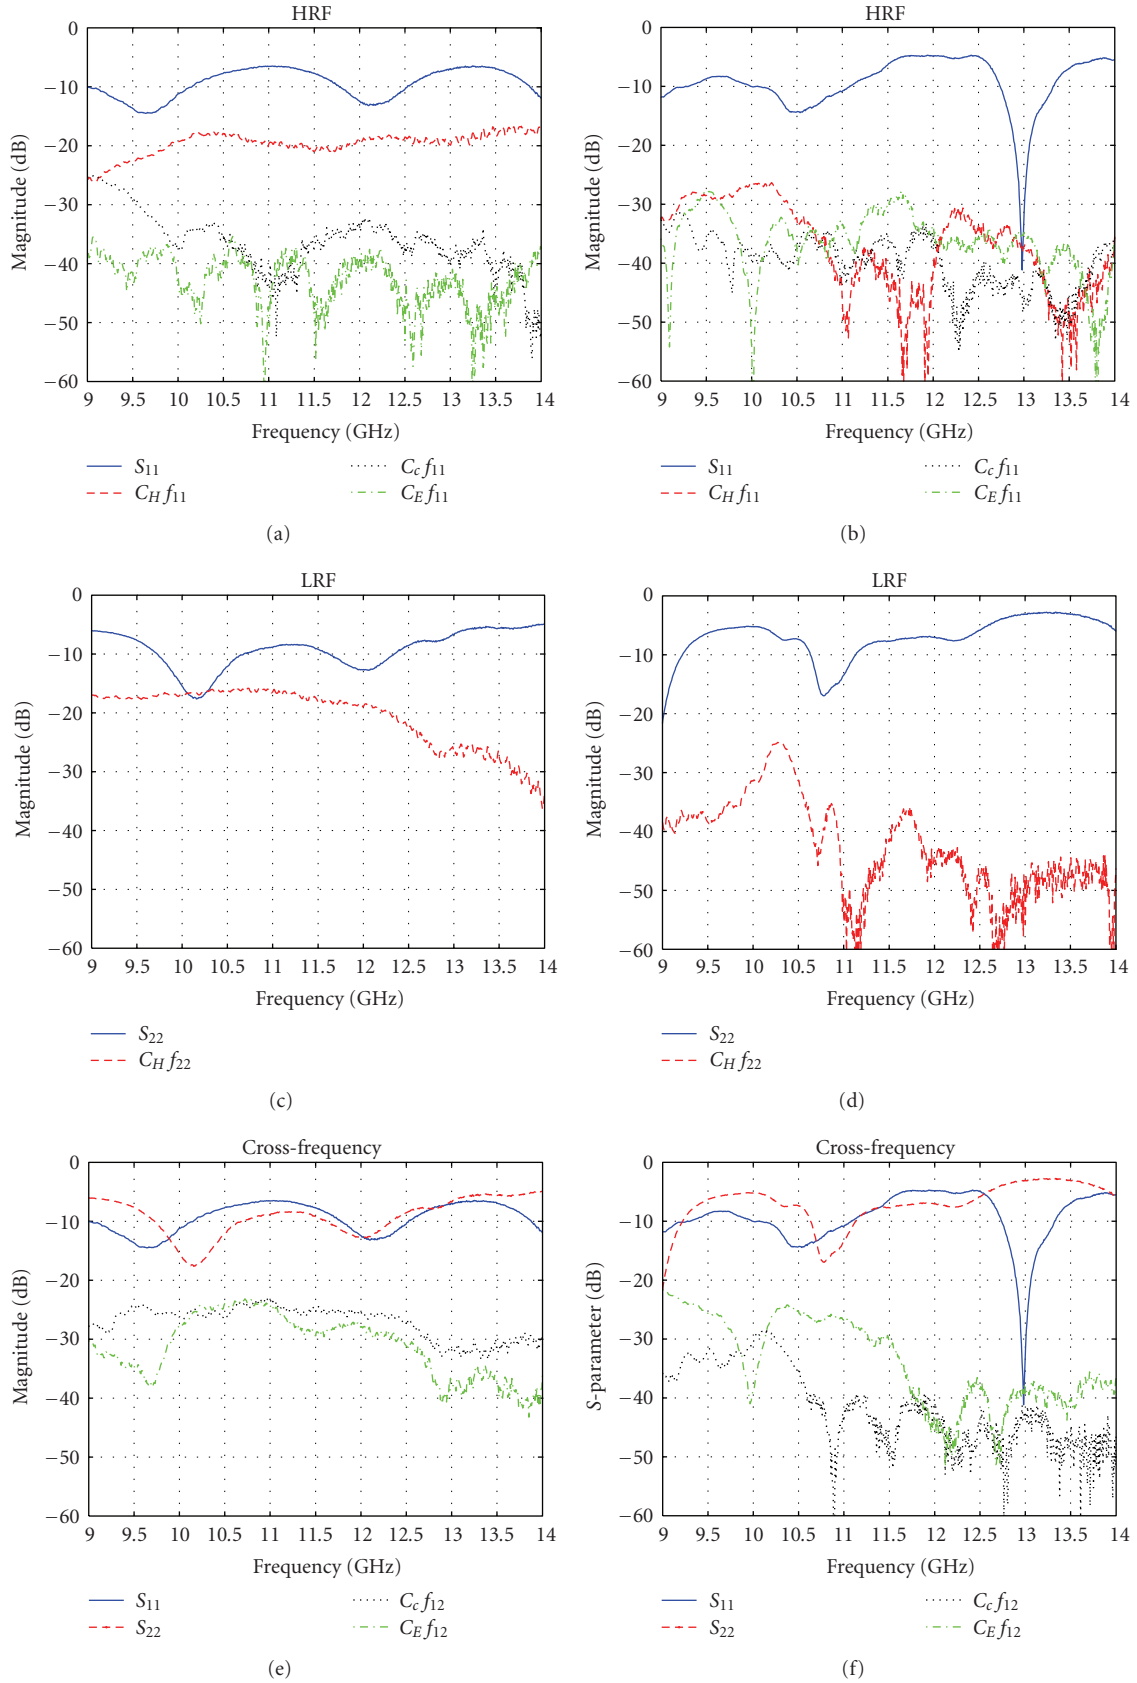 HRF
0
−10
−20
−30
−40
−50
−60
Magnitude (dB)
9 9.5 10 10.5 11 11.5 12 12.5 13 13.5 14
Frequency (GHz)
S11
CH f11
Cc f11
CE f11
(a)
HRF
0
−10
−20
−30
−40
−50
−60
Magnitude (dB)
9 9.5 10 10.5 11 11.5 12 12.5 13 13.5 14
Frequency (GHz)
S11
CH f11
Cc f11
CE f11
(b)
LRF
0
−10
−20
−30
−40
−50
−60
Magnitude (dB)
9 9.5 10 10.5 11 11.5 12 12.5 13 13.5 14
Frequency (GHz)
S22
CH f22
(c)
LRF
0
−10
−20
−30
−40
−50
−60
Magnitude (dB)
9 9.5 10 10.5 11 11.5 12 12.5 13 13.5 14
Frequency (GHz)
S22
CH f22
(d)
Cross-frequency
0
−10
−20
−30
−40
−50
−60
Magnitude (dB)
9 9.5 10 10.5 11 11.5 12 12.5 13 13.5 14
Frequency (GHz)
S11
S22
Cc f12
CE f12
(e)
Cross-frequency
0
−10
−20
−30
−40
−50
−60
S-parameter (dB)
9 9.5 10 10.5 11 11.5 12 12.5 13 13.5 14
Frequency (GHz)
S11
S22
Cc f12
CE f12
(f)